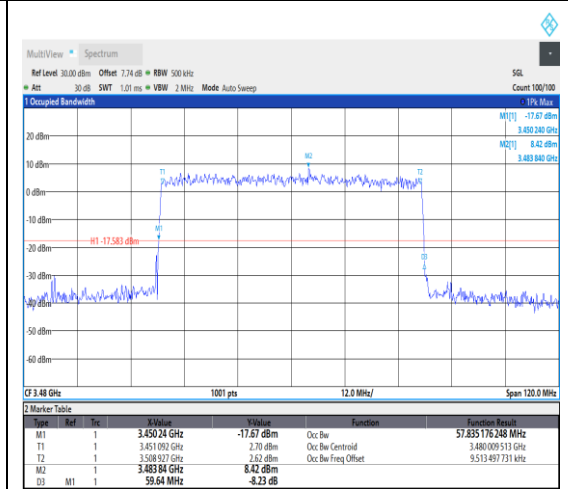 MultiView Spectrum
Ref Level 30.00 dBm Offset 7.74 dB RBW 500 kHz SGL
Att 30 dB SWT 1.01 ms VBW 2 MHz Mode Auto Sweep Count 100/100
1 Occupied Bandwidth 1Pk Max
M1[1] -17.67 dBm
3.450 240 GHz
M2[1] 8.42 dBm
3.483 840 GHz
20 dBm
M2
10 dBm
T1
T2
0 dBm
-10 dBm
M1
H1 -17.583 dBm
-20 dBm
D3
-30 dBm
-40 dBm
-50 dBm
-60 dBm
CF 3.48 GHz 1001 pts 12.0 MHz/ Span 120.0 MHz
2 Marker Table
Type Ref Trc X-Value Y-Value Function Function Result
M1 1 3.45024 GHz -17.67 dBm Occ Bw 57.835 176 248 MHz
T1 1 3.451 092 GHz 2.70 dBm Occ Bw Centroid 3.480 009 513 GHz
T2 1 3.508 927 GHz 2.62 dBm Occ Bw Freq Offset 9.513 497 731 kHz
M2 1 3.483 84 GHz 8.42 dBm
D3 M1 1 59.64 MHz -8.23 dB